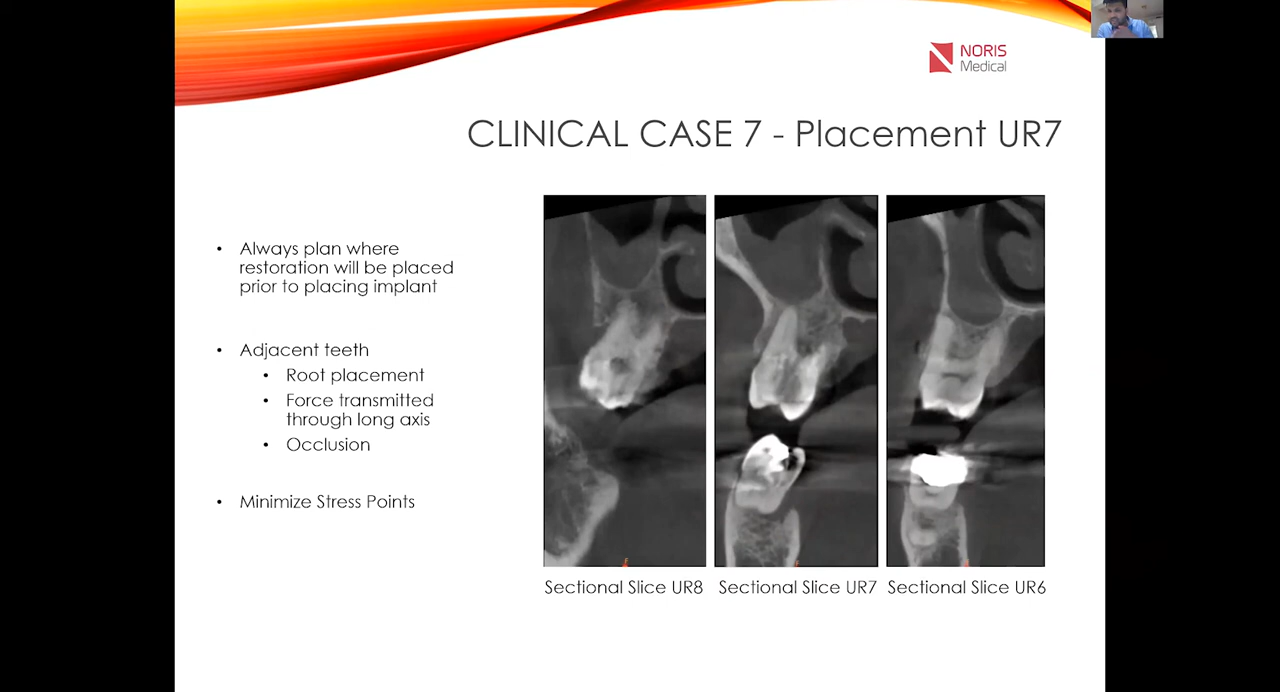 NORIS
Medical
CLINICAL CASE 7 - Placement UR7
• Always plan where
restoration will be placed
prior to placing implant
• Adjacent teeth
• Root placement
• Force transmitted
through long axis
• Occlusion
• Minimize Stress Points
Sectional Slice UR8
Sectional Slice UR7
Sectional Slice UR6